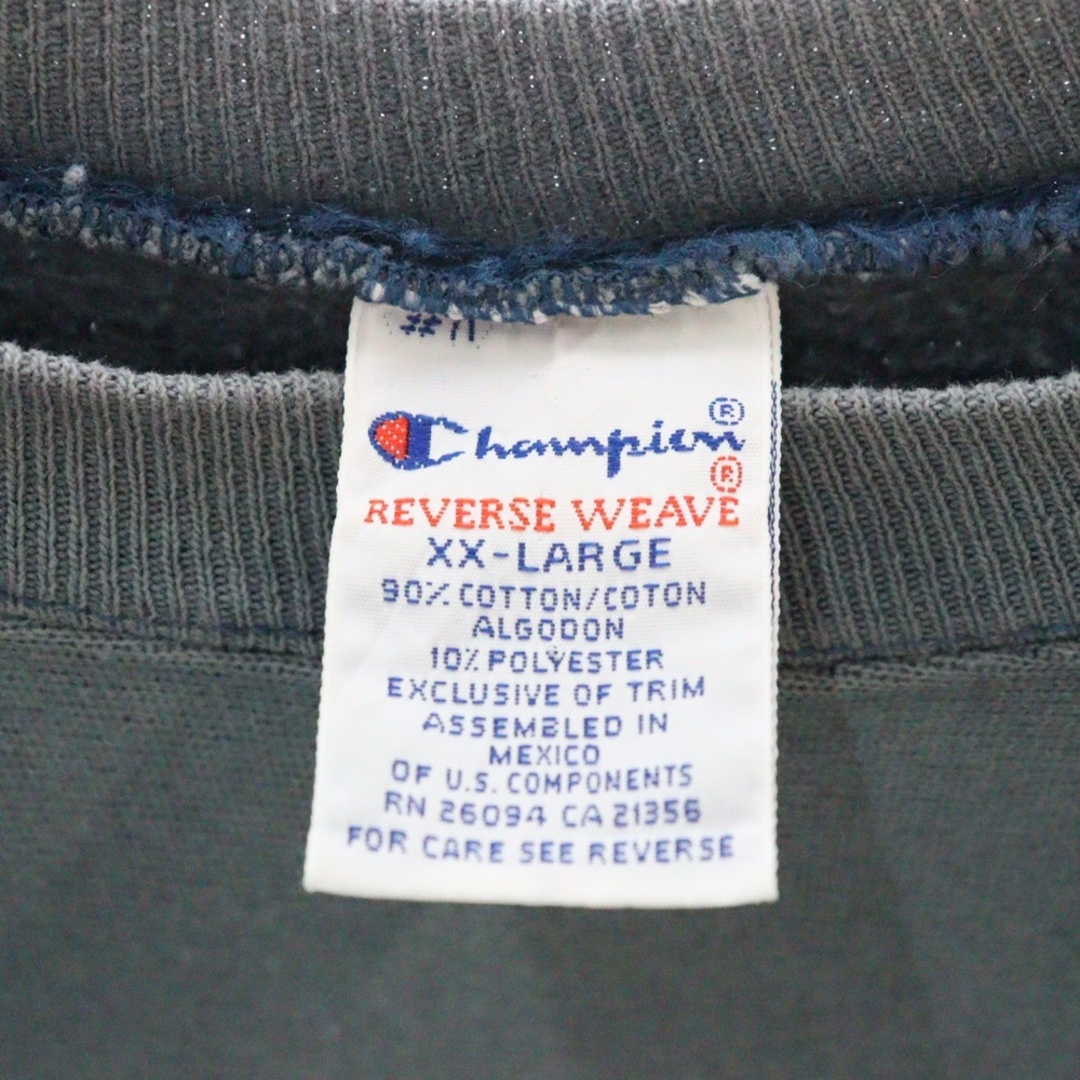 Champion ®
REVERSE WEAVE ®
XX-LARGE
90% COTTON/COTON
ALGODON
10% POLYESTER
EXCLUSIVE OF TRIM
ASSEMBLED IN
MEXICO
OF U.S. COMPONENTS
RN 26094 CA 21356
FOR CARE SEE REVERSE